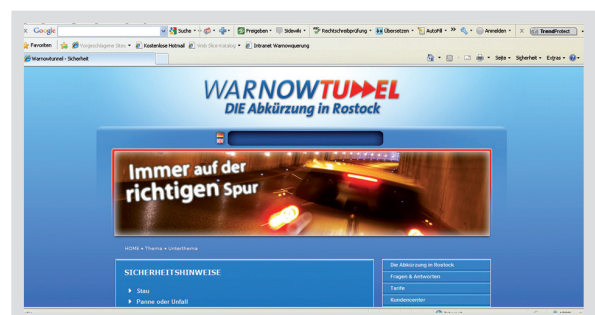 Google Suche Freigeben Sidewiki Rechtschreibprüfung Übersetzen AutoFill Anmelden x TrendProtect
Favoriten Vorgeschlagene Sites Kostenlose Hotmail Web Slice-Katalog Intranet Warnowquerung
Warnowtunnel - Sicherheit Seite Sicherheit Extras
WARNOWTUNNEL
DIE Abkürzung in Rostock
Immer auf der
richtigen Spur
HOME • Thema • Unterthema
SICHERHEITSHINWEISE
Stau
Panne oder Unfall
Die Abkürzung in Rostock
Fragen & Antworten
Tarife
Kundencenter